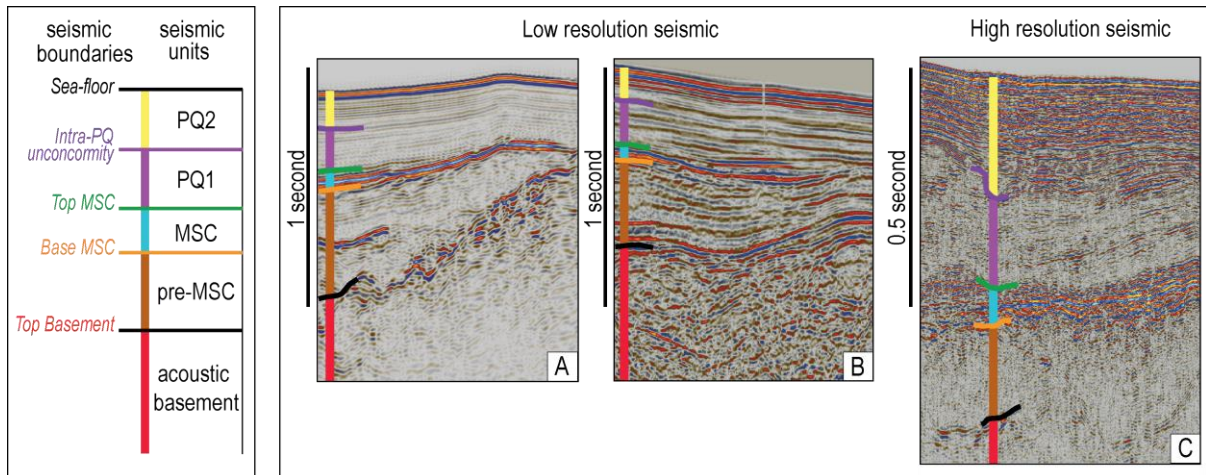 seismic
boundaries
seismic
units
Sea-floor
PQ2
Intra-PQ
unconcormity
PQ1
Top MSC
MSC
Base MSC
pre-MSC
Top Basement
acoustic
basement
Low resolution seismic
High resolution seismic
1 second
A
1 second
B
0.5 second
C